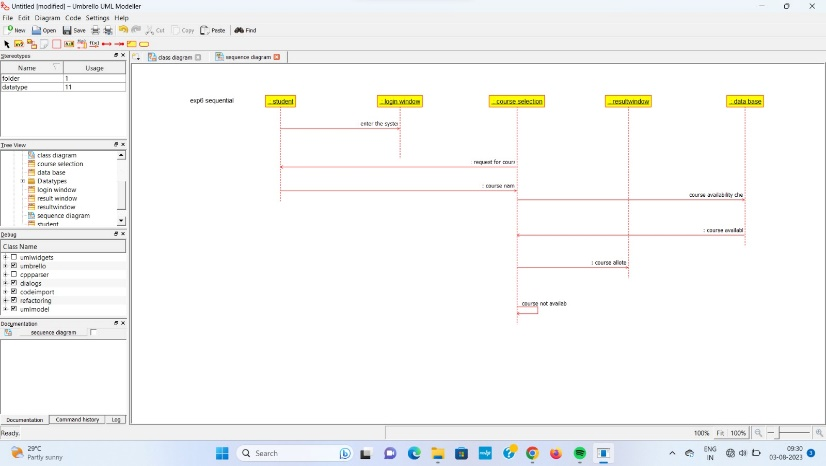 Untitled [modified] – Umbrello UML Modeller
File Edit Diagram Code Settings Help
New Open Save Cut Copy Paste Find
Stereotypes
class diagram
sequence diagram
Name Usage
folder 1
datatype 11
exp6 sequential
_: student
_: login window
_: course selection
_: resultwindow
_: data base
enter the syste
: request for cours
: course nam
course availability che
: course availabl
: course allote
course not availab
Tree View
class diagram
course selection
data base
Datatypes
login window
result window
resultwindow
sequence diagram
student
Debug
Class Name
umlwidgets
umbrello
cppparser
dialogs
codeimport
refactoring
umlmodel
Documentation
sequence diagram
Documentation Command history Log
Ready.
100% Fit 100%
29°C
Partly sunny
Search
ENG
IN
09:30
03-08-2023